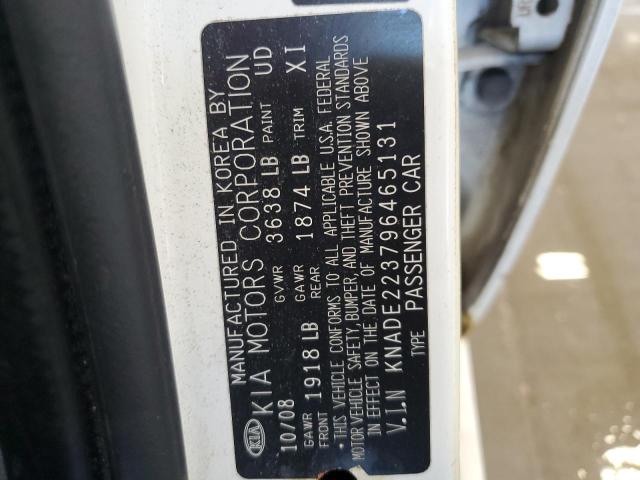 MANUFACTURED IN KOREA BY
KIA KIA MOTORS CORPORATION
10/08 GVWR 3638 LB PAINT UD
GAWR FRONT 1918 LB GAWR REAR 1874 LB TRIM XI
* THIS VEHICLE CONFORMS TO ALL APPLICABLE U.S.A. FEDERAL
MOTOR VEHICLE SAFETY, BUMPER, AND THEFT PREVENTION STANDARDS
IN EFFECT ON THE DATE OF MANUFACTURE SHOWN ABOVE
V.I.N KNADE223796465131
TYPE PASSENGER CAR